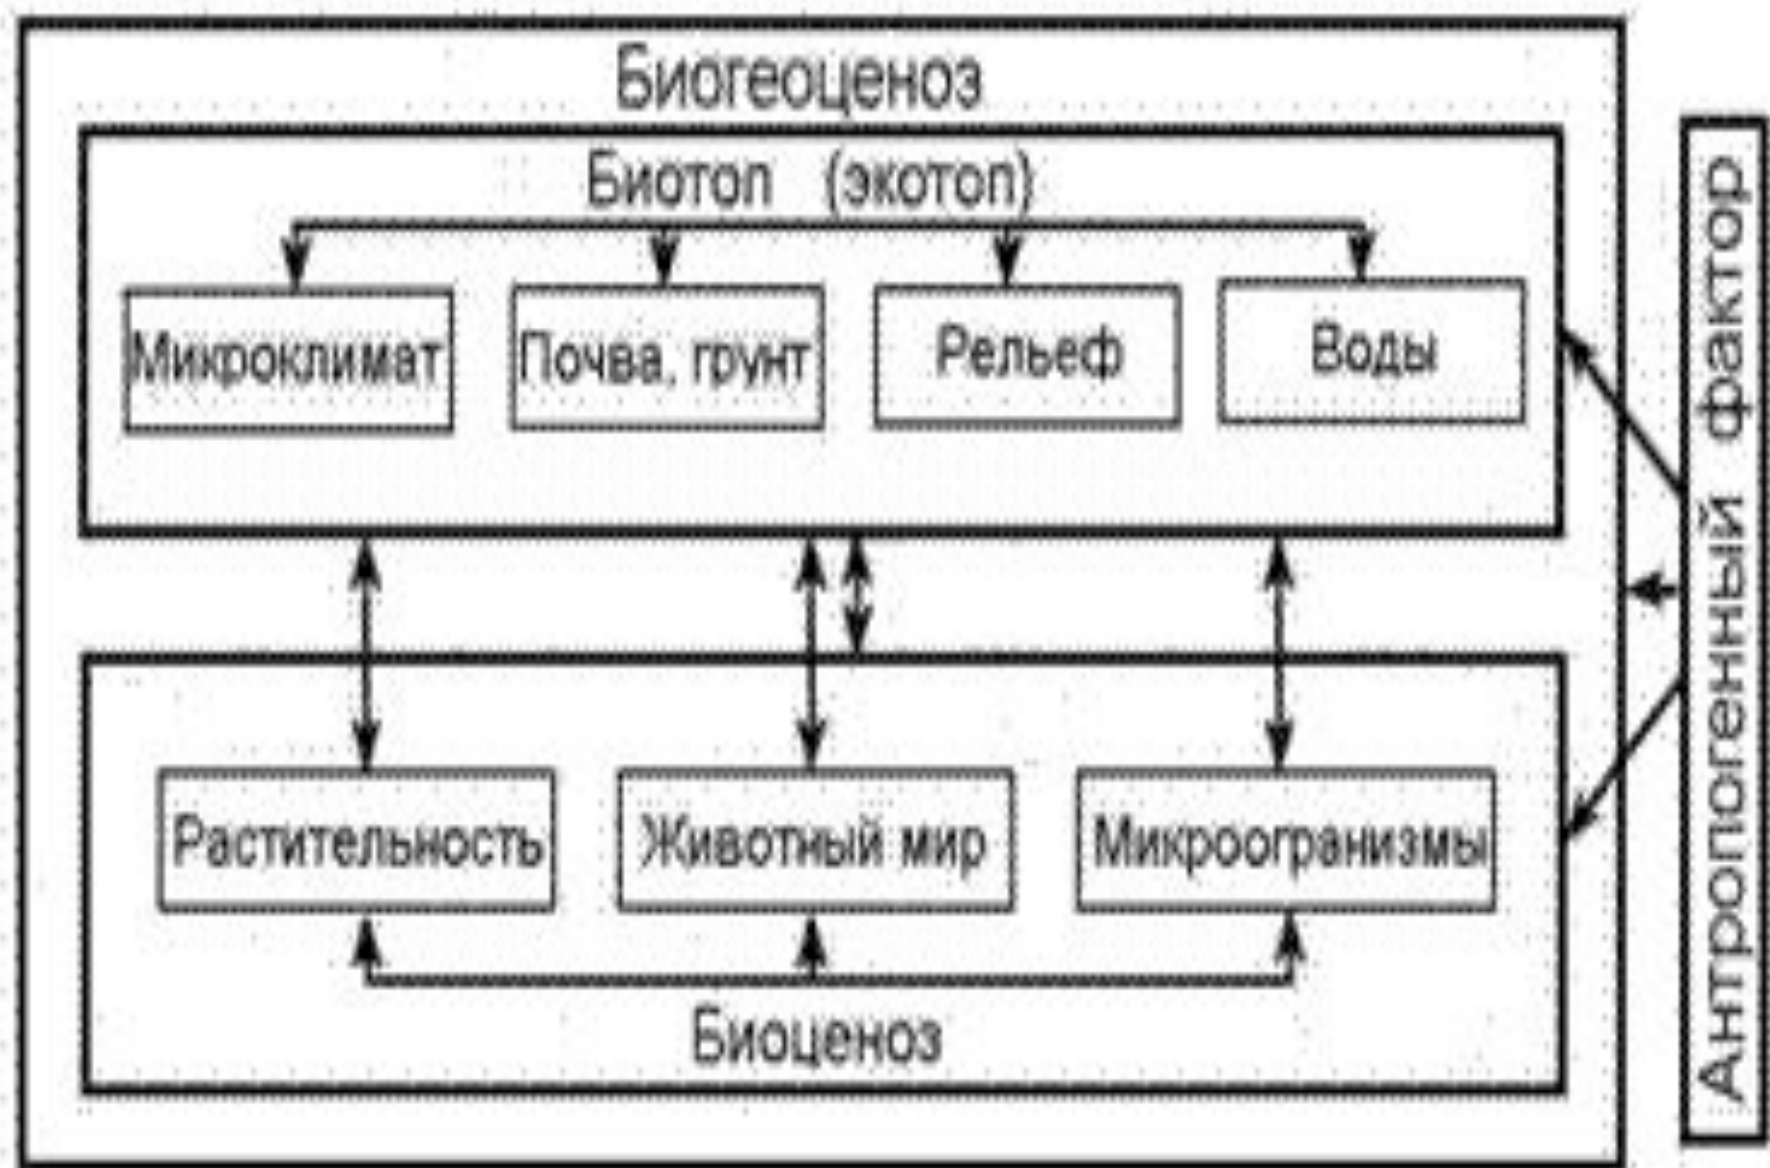 Биогеоценоз
Биотоп (экотоп)
Микроклимат
Почва, грунт
Рельеф
Воды
Растительность
Животный мир
Микроогранизмы
Биоценоз
Антропогенный фактор